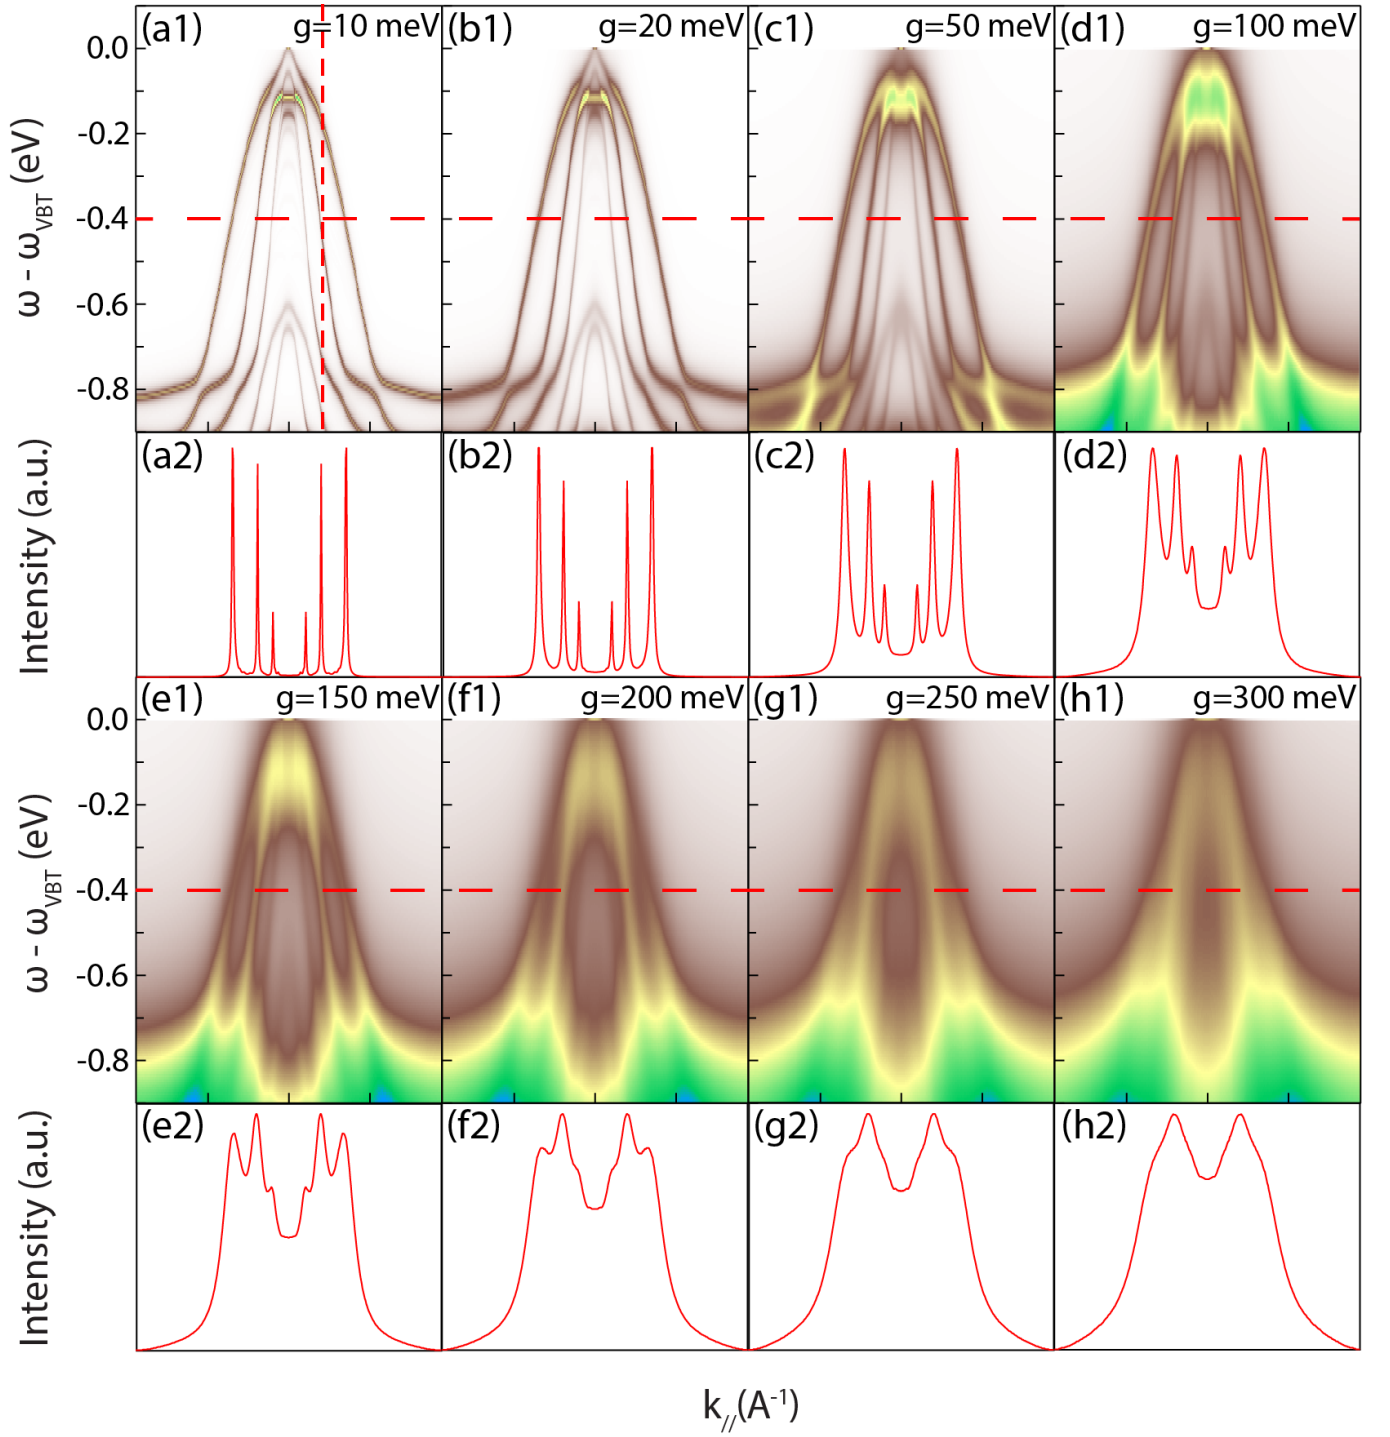 (a1) g=10 meV (b1) g=20 meV (c1) g=50 meV (d1) g=100 meV
0.0
-0.2
-0.4
-0.6
-0.8
ω - ωVBT (eV)
(a2) (b2) (c2) (d2)
Intensity (a.u.)
(e1) g=150 meV (f1) g=200 meV (g1) g=250 meV (h1) g=300 meV
0.0
-0.2
-0.4
-0.6
-0.8
ω - ωVBT (eV)
(e2) (f2) (g2) (h2)
Intensity (a.u.)
k//(A-1)